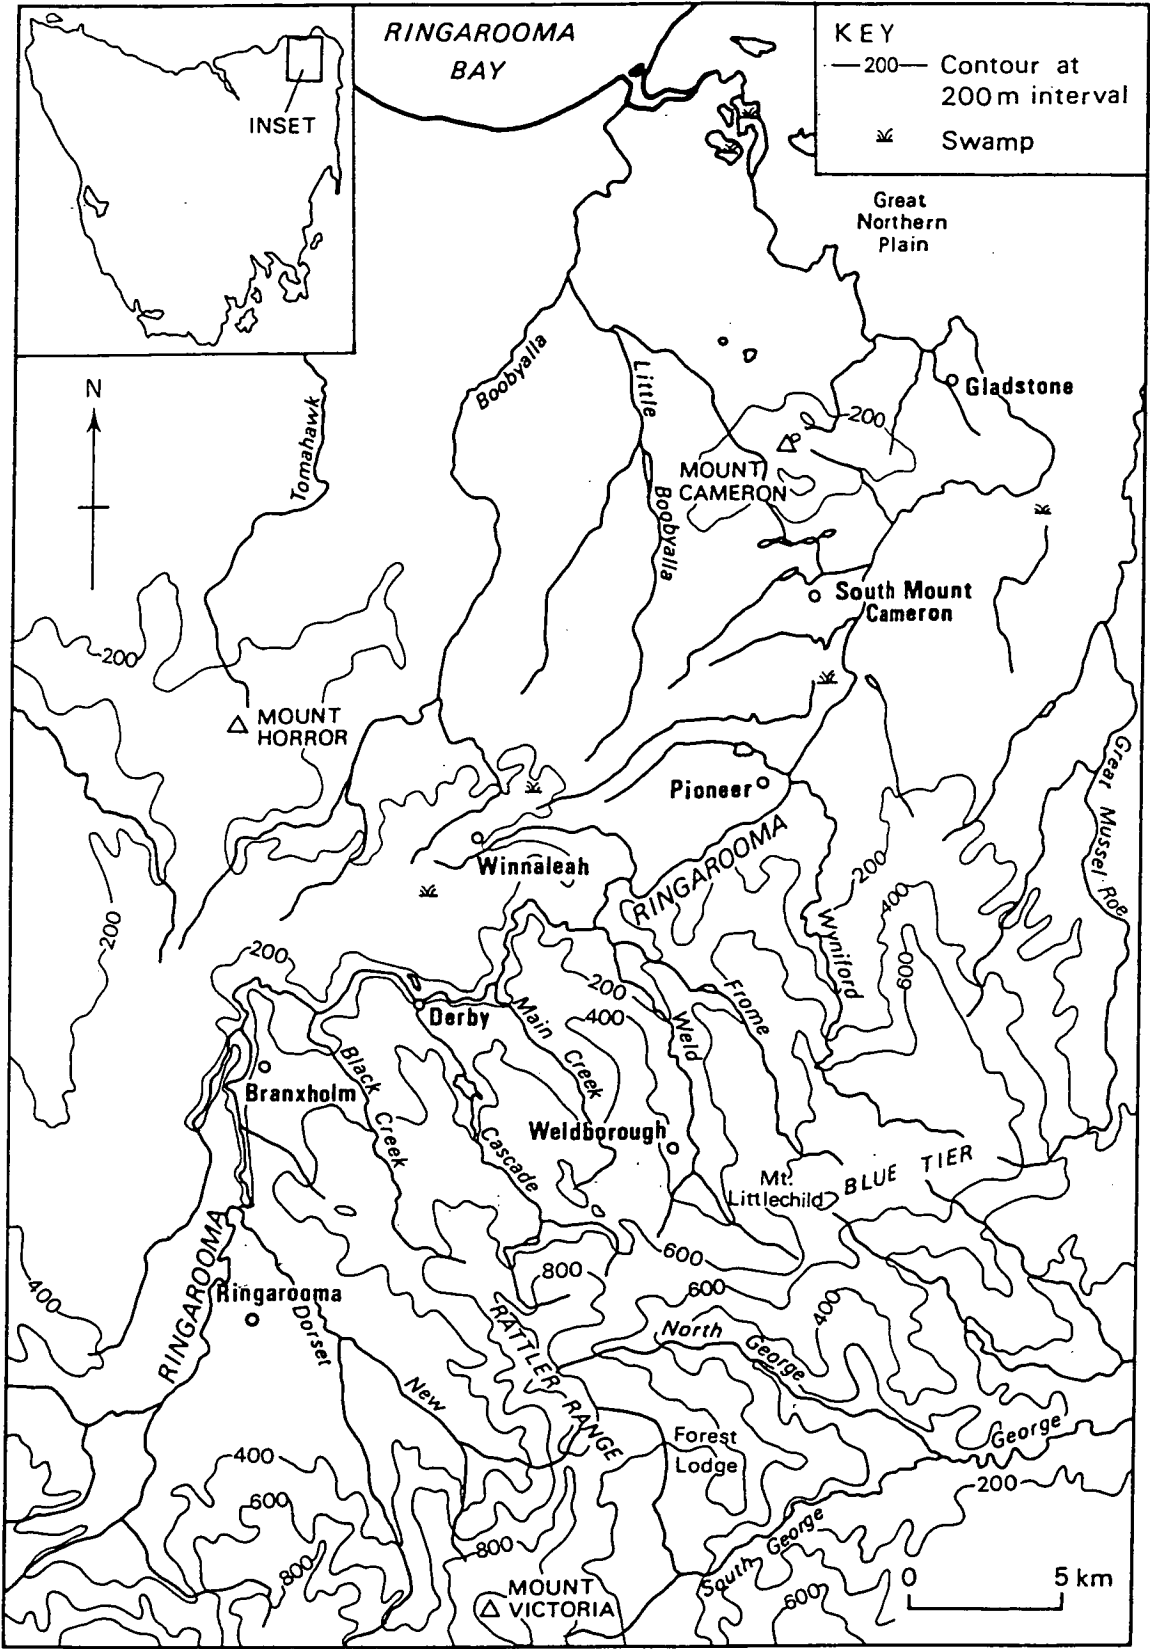 RINGAROOMA
BAY
KEY
200 Contour at
200m interval
Swamp
INSET
Great
Northern
Plain
N
Tomahawk
Boobyalla
Little
Boobyalla
Gladstone
200
MOUNT
CAMERON
South Mount
Cameron
200
MOUNT
HORROR
Great Mussel Roe
Pioneer
Winnaleah
RINGAROOMA
200
400
600
Wyniford
200
200
200
400
Derby
Main Creek
Weld
Frome
Branxholm
Black Creek
Cascade
Weldborough
Mt.
Littlechild
BLUE TIER
600
800
600
400
400
RINGAROOMA
Ringarooma
Dorset
New
RATTLER RANGE
North George
Forest
Lodge
George
200
400
600
800
800
South George
600
MOUNT
VICTORIA
0 5 km